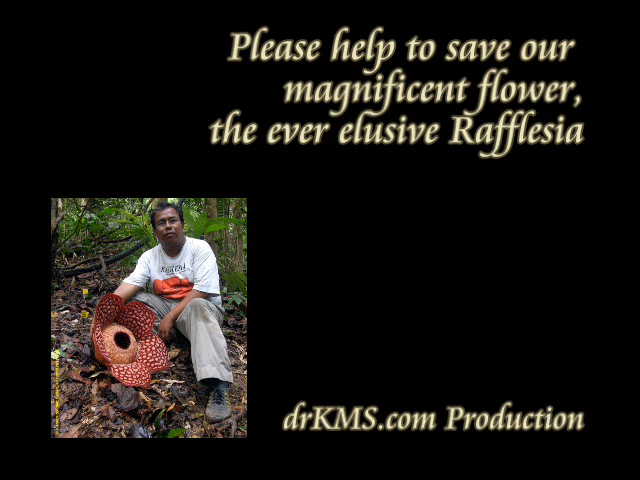 Please help to save our
magnificent flower,
the ever elusive Rafflesia
drKMS.com Production